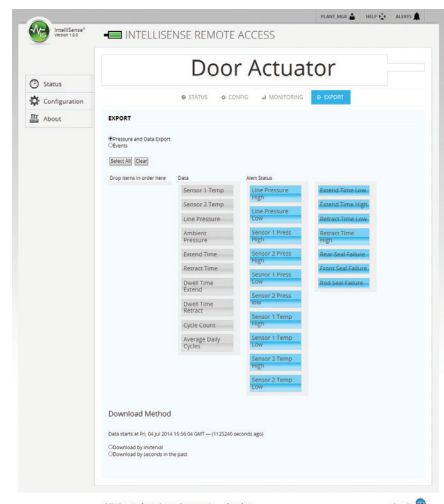 PLANT_MGR HELP ALERTS
IntelliSense®
VERSION 1.8.8
INTELLISENSE REMOTE ACCESS
Door Actuator
Status
Configuration
About
STATUS CONFIG MONITORING EXPORT
EXPORT
Pressure and Data Export
Events
Select All Clear
Drop items in order here Data Alert Status
Sensor 1 Temp
Sensor 2 Temp
Line Pressure
Ambient
Pressure
Extend Time
Retract Time
Dwell Time
Extend
Dwell Time
Retract
Cycle Count
Average Daily
Cycles
Line Pressure
High
Line Pressure
Low
Sensor 1 Press
High
Sensor 2 Press
High
Sesnor 1 Press
Low
Sensor 2 Press
low
Sensor 1 Temp
High
Sensor 1 Temp
Low
Sensor 2 Temp
High
Sensor 2 Temp
Low
Extend Time Low
Extend Time High
Retract Time Low
Retract Time
High
Rear Seal Failure
Front Seal Failure
Rod Seal Failure
Download Method
Data starts at Fri, 04 Jul 2014 15:56:04 GMT — (1125240 seconds ago)
Download by inverval
Download by seconds in the past